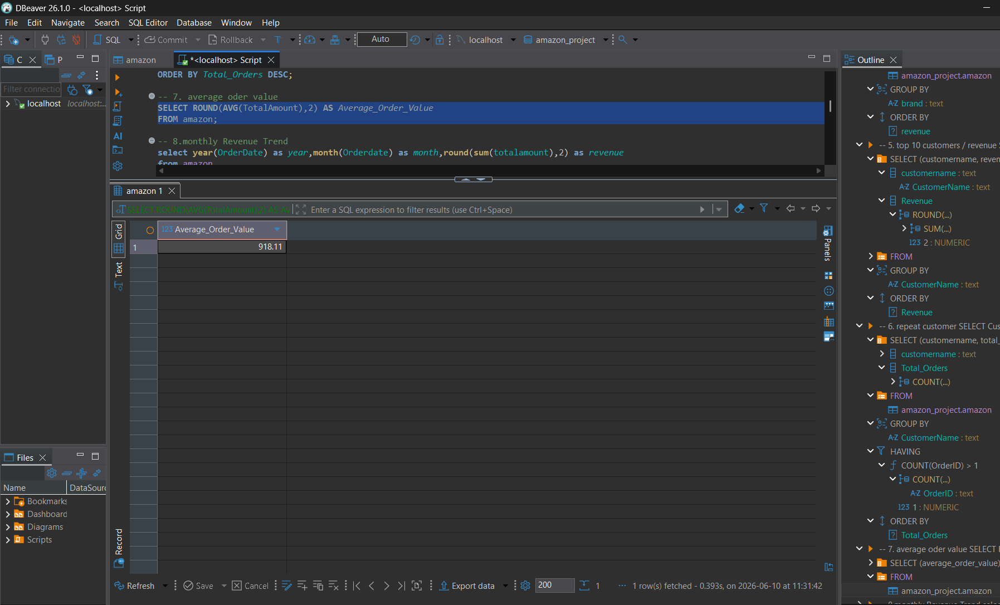 DBeaver 26.1.0 - <localhost> Script
File Edit Navigate Search SQL Editor Database Window Help
SQL Commit Rollback T Auto localhost amazon_project
C P
Filter connectio
localhost localhost:...
amazon *<localhost> Script
ORDER BY Total_Orders DESC;
-- 7. average oder value
SELECT ROUND(AVG(TotalAmount),2) AS Average_Order_Value
FROM amazon;
-- 8.monthly Revenue Trend
select year(OrderDate) as year,month(Orderdate) as month,round(sum(totalamount),2) as revenue
from amazon
AI
amazon 1
SELECT ROUND(AVG(TotalAmount),2) AS Av Enter a SQL expression to filter results (use Ctrl+Space)
Grid
Text
Record
123 Average_Order_Value
1 918.11
Panels
Refresh Save Cancel Export data 200 1 ... 1 row(s) fetched - 0.393s, on 2026-06-10 at 11:31:42
Files
Name DataSourc
Bookmarks
Dashboard
Diagrams
Scripts
Outline
amazon_project.amazon
GROUP BY
A-Z brand : text
ORDER BY
? revenue
-- 5. top 10 customers / revenue S
SELECT (customername, reven
customername : text
A-Z CustomerName : text
Revenue
ROUND(...)
SUM(...)
123 2 : NUMERIC
FROM
GROUP BY
A-Z CustomerName : text
ORDER BY
? Revenue
-- 6. repeat customer SELECT Cus
SELECT (customername, total_
customername : text
Total_Orders
COUNT(...)
FROM
amazon_project.amazon
GROUP BY
A-Z CustomerName : text
HAVING
COUNT(OrderID) > 1
COUNT(...)
A-Z OrderID : text
123 1 : NUMERIC
ORDER BY
? Total_Orders
-- 7. average oder value SELECT
SELECT (average_order_value)
FROM
amazon_project.amazon